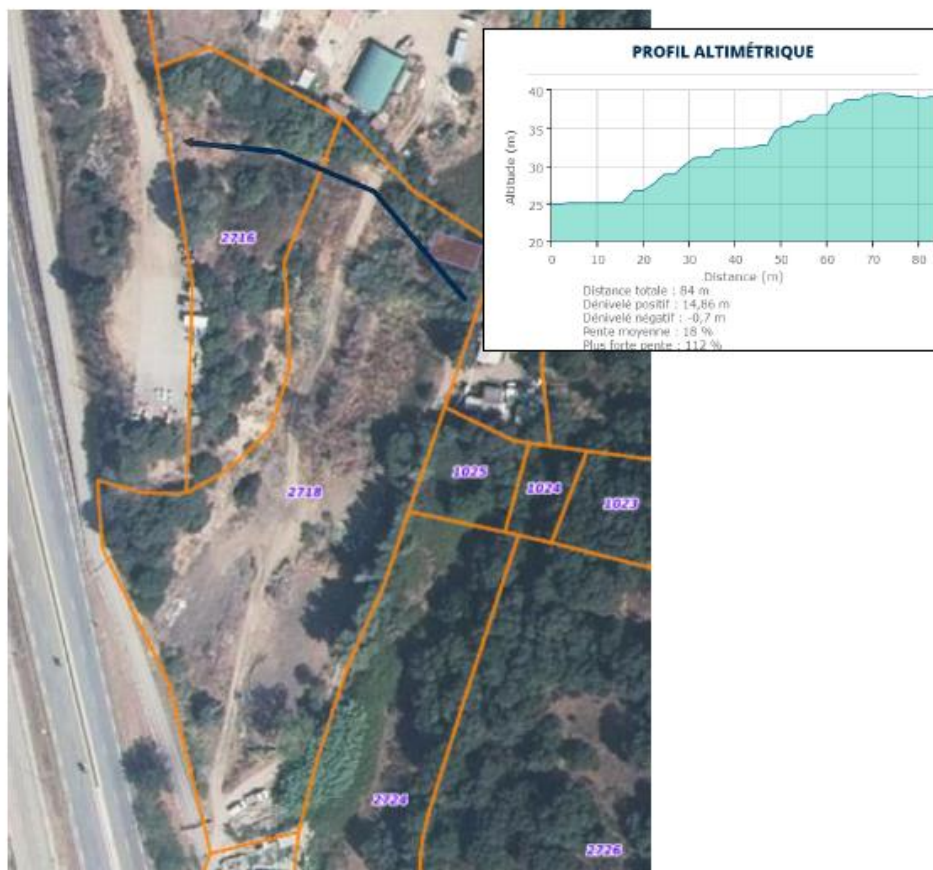 PROFIL ALTIMÉTRIQUE
40
35
30
25
20
Altitude (m)
0 10 20 30 40 50 60 70 80
Distance (m)
Distance totale : 84 m
Dénivelé positif : 14,86 m
Dénivelé négatif : -0,7 m
Pente moyenne : 18 %
Plus forte pente : 112 %
2716
1025
1024
1023
2718
2724
2726